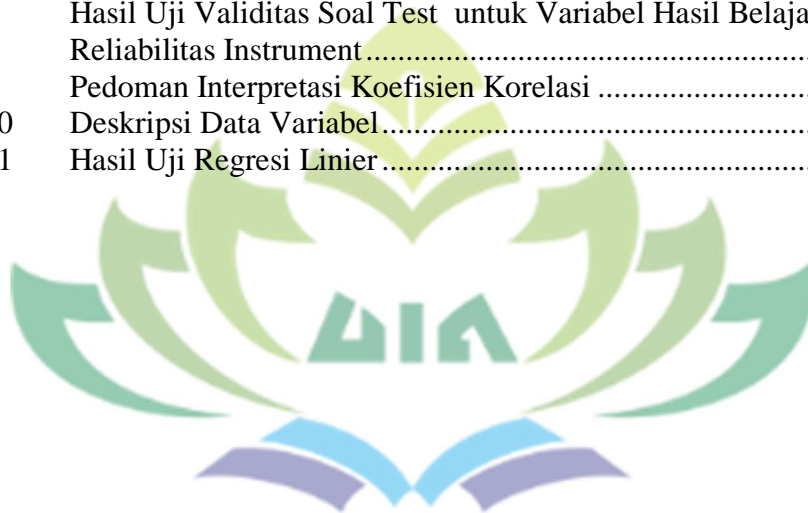 Hasil Uji Validitas Soal Test untuk Variabel Hasil Belaja
Reliabilitas Instrument........................................................
Pedoman Interpretasi Koefisien Korelasi ...........................
0 Deskripsi Data Variabel......................................................
1 Hasil Uji Regresi Linier......................................................
UIN